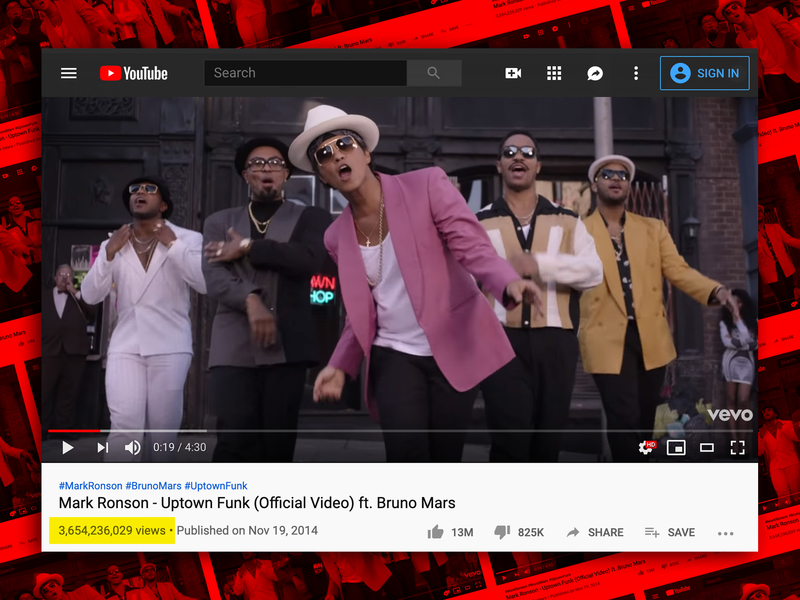 YouTube
Search
SIGN IN
WN
HOP
vevo
0:19 / 4:30
HD
#MarkRonson #BrunoMars #UptownFunk
Mark Ronson - Uptown Funk (Official Video) ft. Bruno Mars
3,654,236,029 views • Published on Nov 19, 2014
13M
825K
SHARE
SAVE